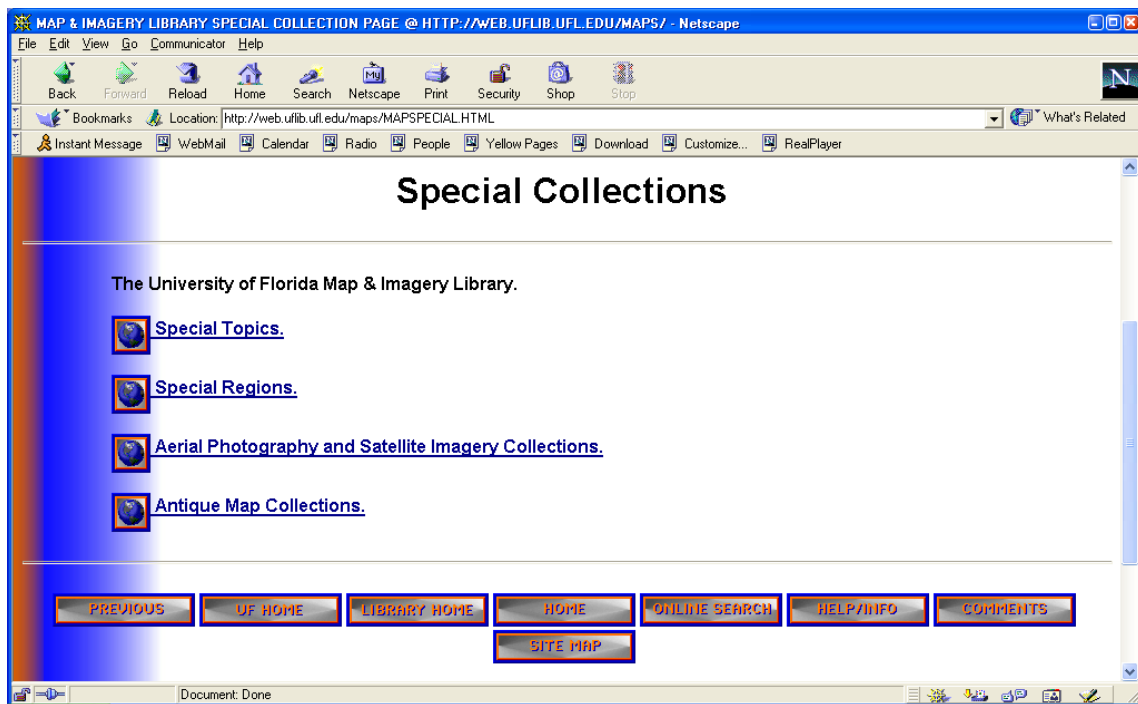 MAP & IMAGERY LIBRARY SPECIAL COLLECTION PAGE @ HTTP://WEB.UFLIB.UFL.EDU/MAPS/ - Netscape
File Edit View Go Communicator Help
My
N
Back Forward Reload Home Search Netscape Print Security Shop Stop
Bookmarks Location: http://web.uflib.ufl.edu/maps/MAPSPECIAL.HTML What's Related
Instant Message WebMail Calendar Radio People Yellow Pages Download Customize... RealPlayer
Special Collections
The University of Florida Map & Imagery Library.
Special Topics.
Special Regions.
Aerial Photography and Satellite Imagery Collections.
Antique Map Collections.
PREVIOUS UF HOME LIBRARY HOME HOME ONLINE SEARCH HELP/INFO COMMENTS
SITE MAP
Document: Done